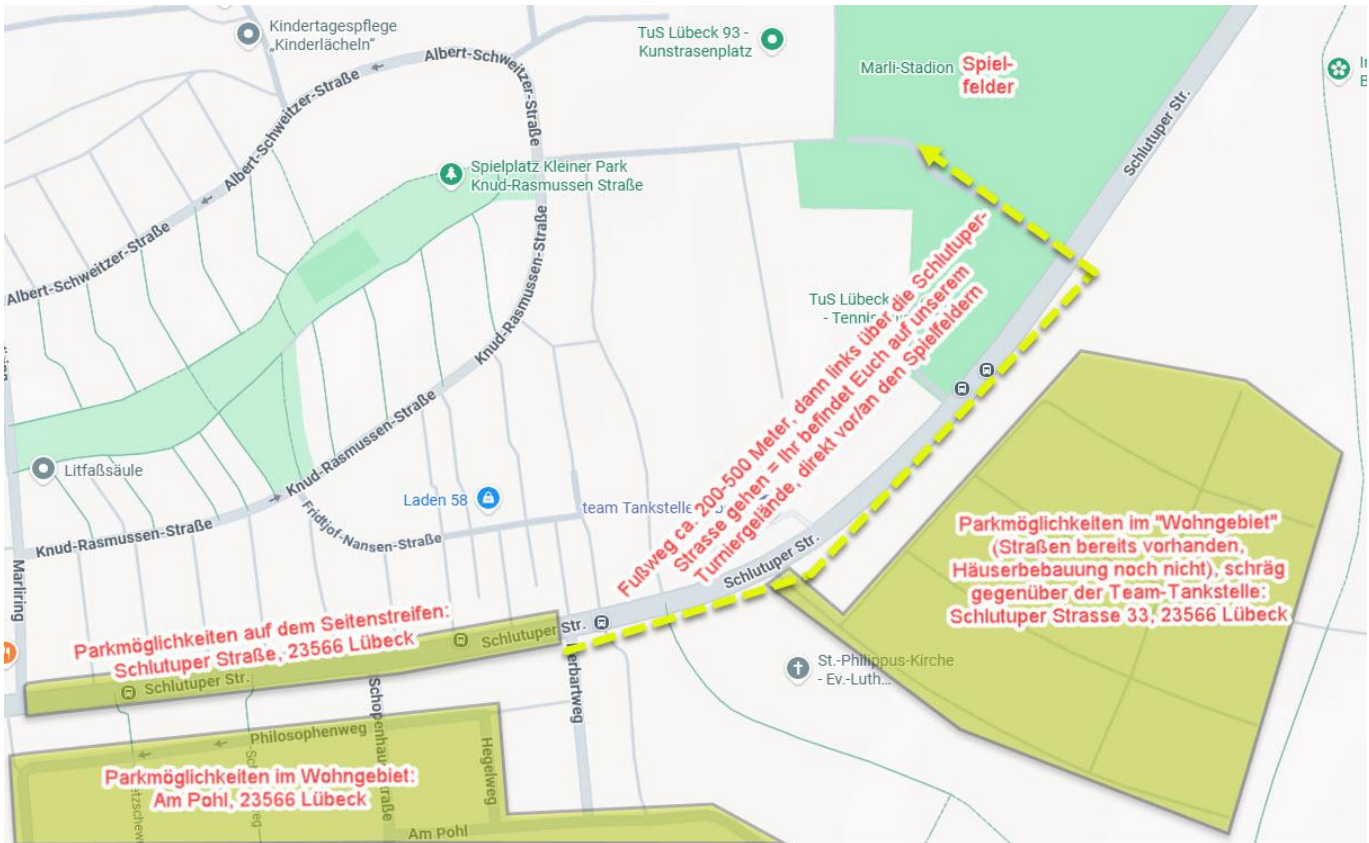 Kindertagespflege
„Kinderlächeln"
TuS Lübeck 93 -
Kunstrasenplatz
Marli-Stadion
Spiel-
felder
Albert-Schweitzer-Straße
Albert-Schweitzer-Straße
Albert-Schweitzer-Straße
Albert-Schweitzer-Straße
Schlutuper Str.
Spielplatz Kleiner Park
Knud-Rasmussen Straße
Knud-Rasmussen-Straße
Knud-Rasmussen-Straße
Knud-Rasmussen-Straße
TuS Lübeck
- Tennis
Fußweg ca. 200-500 Meter, dann links über die Schlutuper-
Strasse gehen = Ihr befindet Euch auf unserem
Turniergelände, direkt vor/an den Spielfeldern
Litfaßsäule
Laden 58
team Tankstelle
Knud-Rasmussen-Straße
Fridtjof-Nansen-Straße
Marliring
Schlutuper Str.
Parkmöglichkeiten im "Wohngebiet"
(Straßen bereits vorhanden,
Häuserbebauung noch nicht), schräg
gegenüber der Team-Tankstelle:
Schlutuper Strasse 33, 23566 Lübeck
Parkmöglichkeiten auf dem Seitenstreifen:
Schlutuper Straße, 23566 Lübeck
Schlutuper Str.
Schlutuper Str.
St.-Philippus-Kirche
- Ev.-Luth...
Philosophenweg
Hegelweg
Parkmöglichkeiten im Wohngebiet:
Am Pohl, 23566 Lübeck
Am Pohl